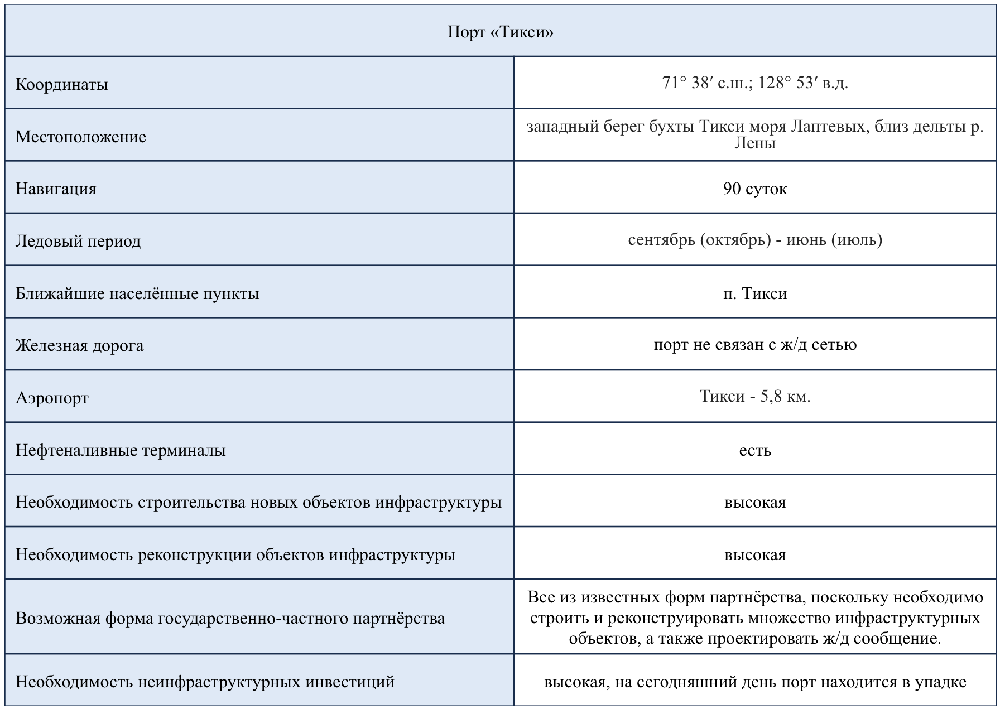 Порт «Тикси»
Координаты
71° 38′ с.ш.; 128° 53′ в.д.
Местоположение
западный берег бухты Тикси моря Лаптевых, близ дельты р.
Лены
Навигация
90 суток
Ледовый период
сентябрь (октябрь) - июнь (июль)
Ближайшие населённые пункты
п. Тикси
Железная дорога
порт не связан с ж/д сетью
Аэропорт
Тикси - 5,8 км.
Нефтеналивные терминалы
есть
Необходимость строительства новых объектов инфраструктуры
высокая
Необходимость реконструкции объектов инфраструктуры
высокая
Возможная форма государственно-частного партнёрства
Все из известных форм партнёрства, поскольку необходимо
строить и реконструировать множество инфраструктурных
объектов, а также проектировать ж/д сообщение.
Необходимость неинфраструктурных инвестиций
высокая, на сегодняшний день порт находится в упадке